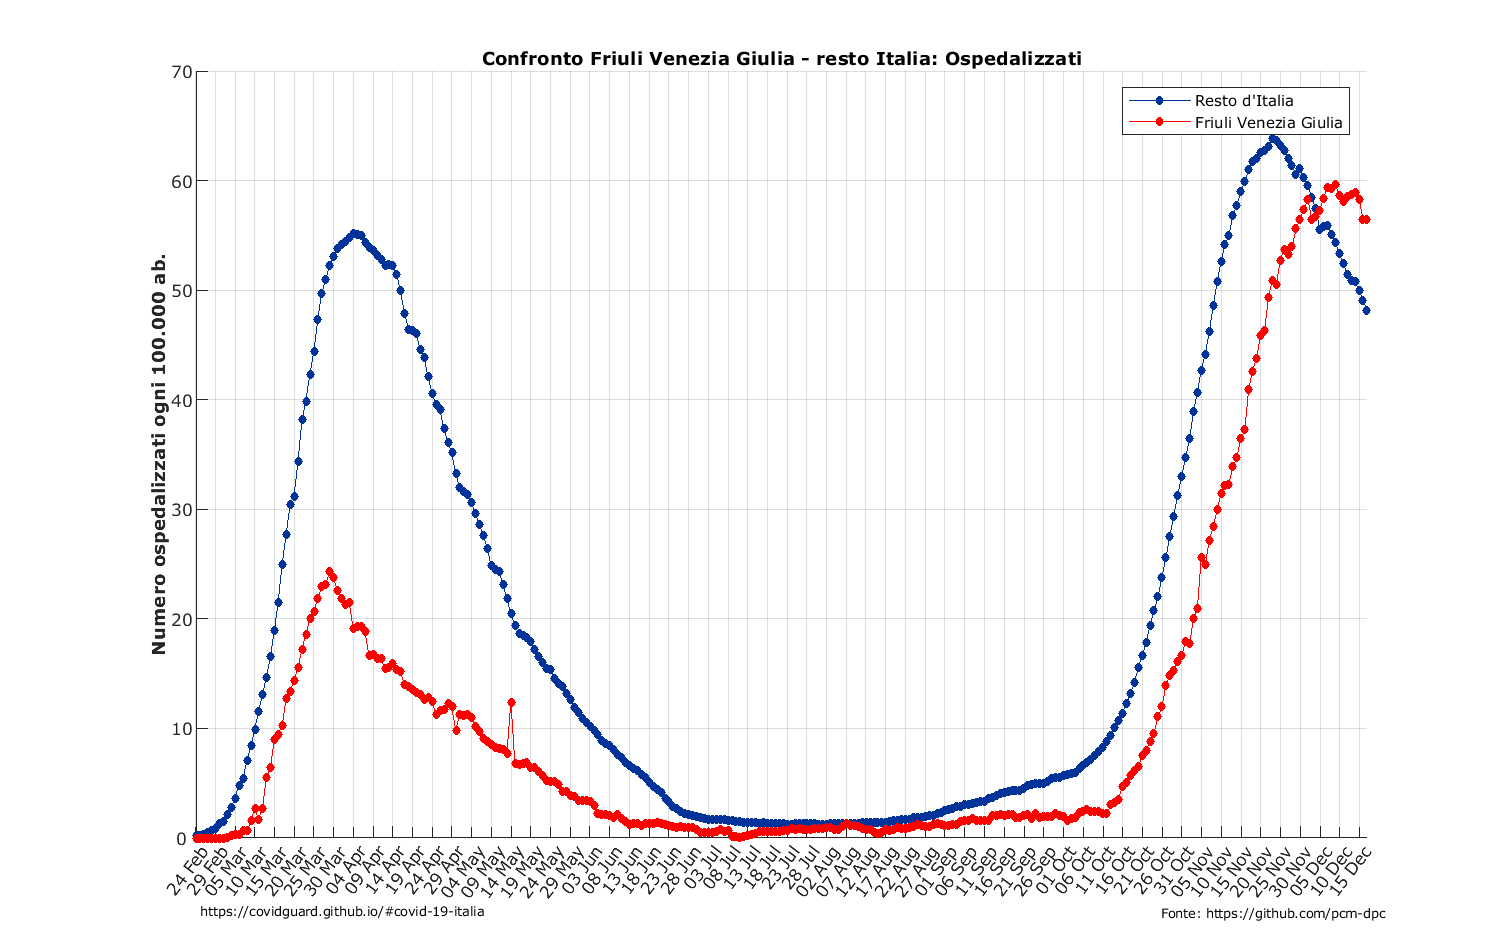 Confronto Friuli Venezia Giulia - resto Italia: Ospedalizzati
Resto d'Italia
Friuli Venezia Giulia
Numero ospedalizzati ogni 100.000 ab.
70
60
50
40
30
20
10
0
24 Feb
29 Feb
05 Mar
10 Mar
15 Mar
20 Mar
25 Mar
30 Mar
04 Apr
09 Apr
14 Apr
19 Apr
24 Apr
29 Apr
04 May
09 May
14 May
19 May
24 May
29 May
03 Jun
08 Jun
13 Jun
18 Jun
23 Jun
28 Jun
03 Jul
08 Jul
13 Jul
18 Jul
23 Jul
28 Jul
02 Aug
07 Aug
12 Aug
17 Aug
22 Aug
27 Aug
01 Sep
06 Sep
11 Sep
16 Sep
21 Sep
26 Sep
01 Oct
06 Oct
11 Oct
16 Oct
21 Oct
26 Oct
31 Oct
05 Nov
10 Nov
15 Nov
20 Nov
25 Nov
30 Nov
05 Dec
10 Dec
15 Dec
https://covidguard.github.io/#covid-19-italia
Fonte: https://github.com/pcm-dpc